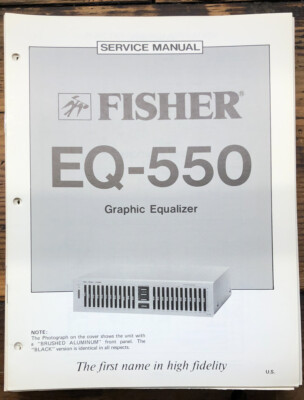 SERVICE MANUAL
FISHER®
EQ-550
Graphic Equalizer
NOTE:
The Photograph on the cover shows the unit with
a "BRUSHED ALUMINUM" front panel. The
"BLACK" version is identical in all respects.
The first name in high fidelity
U.S.